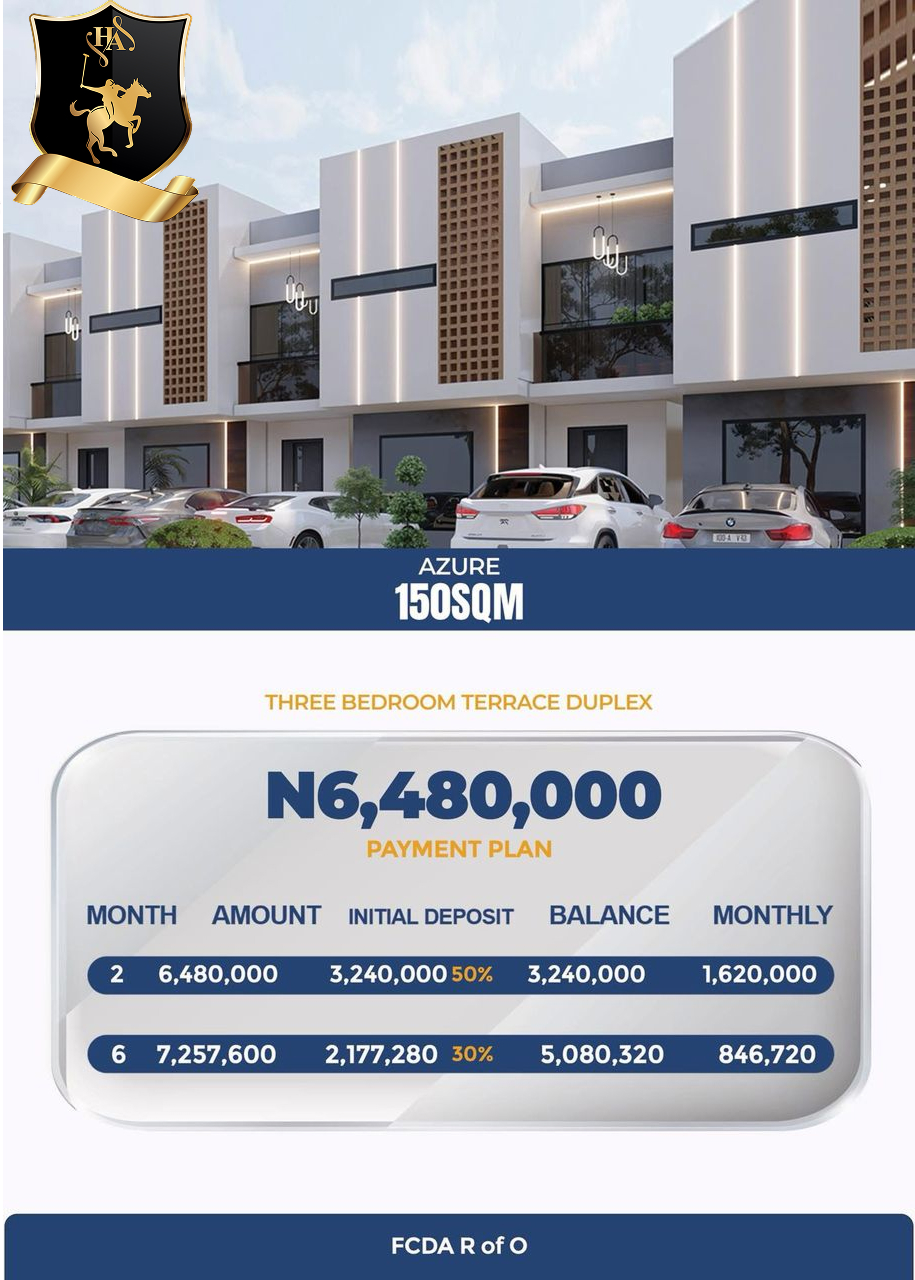 HA
AZURE
150SQM
THREE BEDROOM TERRACE DUPLEX
N6,480,000
PAYMENT PLAN
MONTH AMOUNT INITIAL DEPOSIT BALANCE MONTHLY
2 6,480,000 3,240,000 50% 3,240,000 1,620,000
6 7,257,600 2,177,280 30% 5,080,320 846,720
FCDA R of O